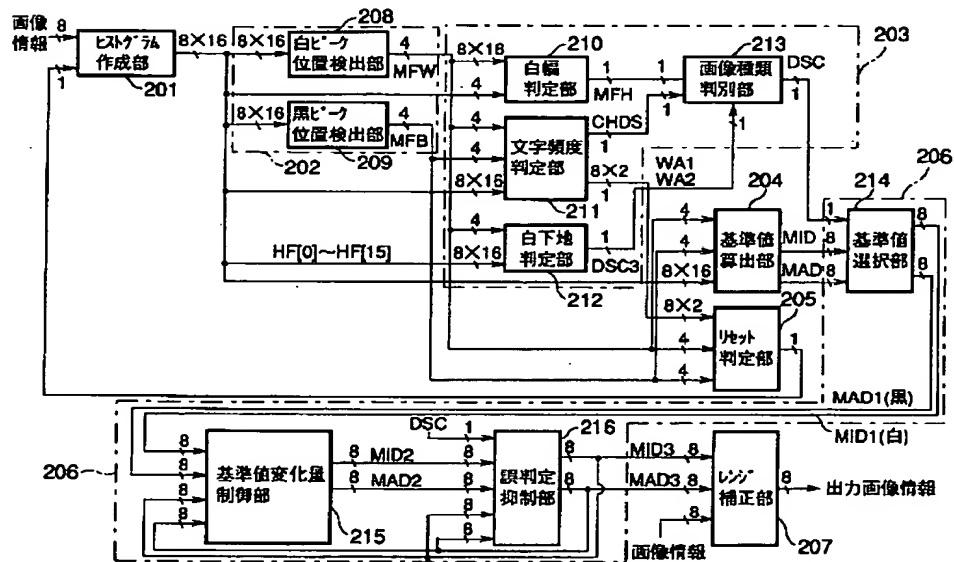 画像 8
情報
1
ヒストグラム
作成部
201
8×16
8×16
白ピーク
位置検出部
208
4
MFW
8×16
黒ピーク
位置検出部
209
4
MFB
202
8×16
4
白幅
判定部
210
1
MFH
1
1
画像種類
判別部
213
DSC
1
1
203
4
4
8×16
文字頻度
判定部
211
CHDS
1
8×2
1
WA1
WA2
4
8×16
白下地
判定部
212
1
DSC3
HF[0]~HF[15]
204
4
4
8×16
基準値
算出部
MID
8
MAD
8
206
214
1
基準値
選択部
8
8
205
8×2
4
4
リセット
判定部
1
MAD1(黒)
MID1(白)
206
8
8
8
8
基準値変化量
制御部
215
8
MID2
8
8
MAD2
8
DSC
1
216
8
8
誤判定
抑制部
8
8
MID3
8
MAD3
8
8
画像情報
レンジ
補正部
207
8
出力画像情報